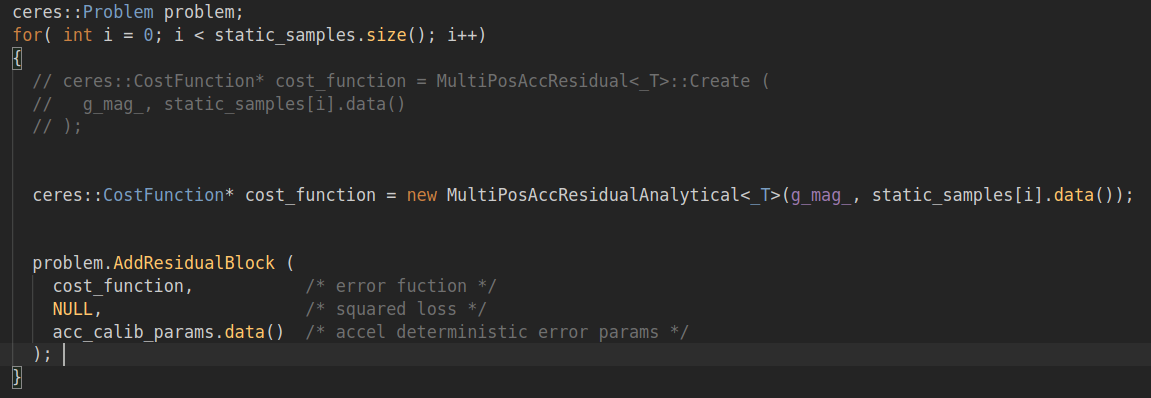 ceres::Problem problem;
for( int i = 0; i < static_samples.size(); i++)
{
  // ceres::CostFunction* cost_function = MultiPosAccResidual<_T>::Create (
  //   g_mag_, static_samples[i].data()
  // );
  ceres::CostFunction* cost_function = new MultiPosAccResidualAnalytical<_T>(g_mag_, static_samples[i].data());
  problem.AddResidualBlock (
    cost_function,           /* error fuction */
    NULL,                    /* squared loss */
    acc_calib_params.data()  /* accel deterministic error params */
  );
}